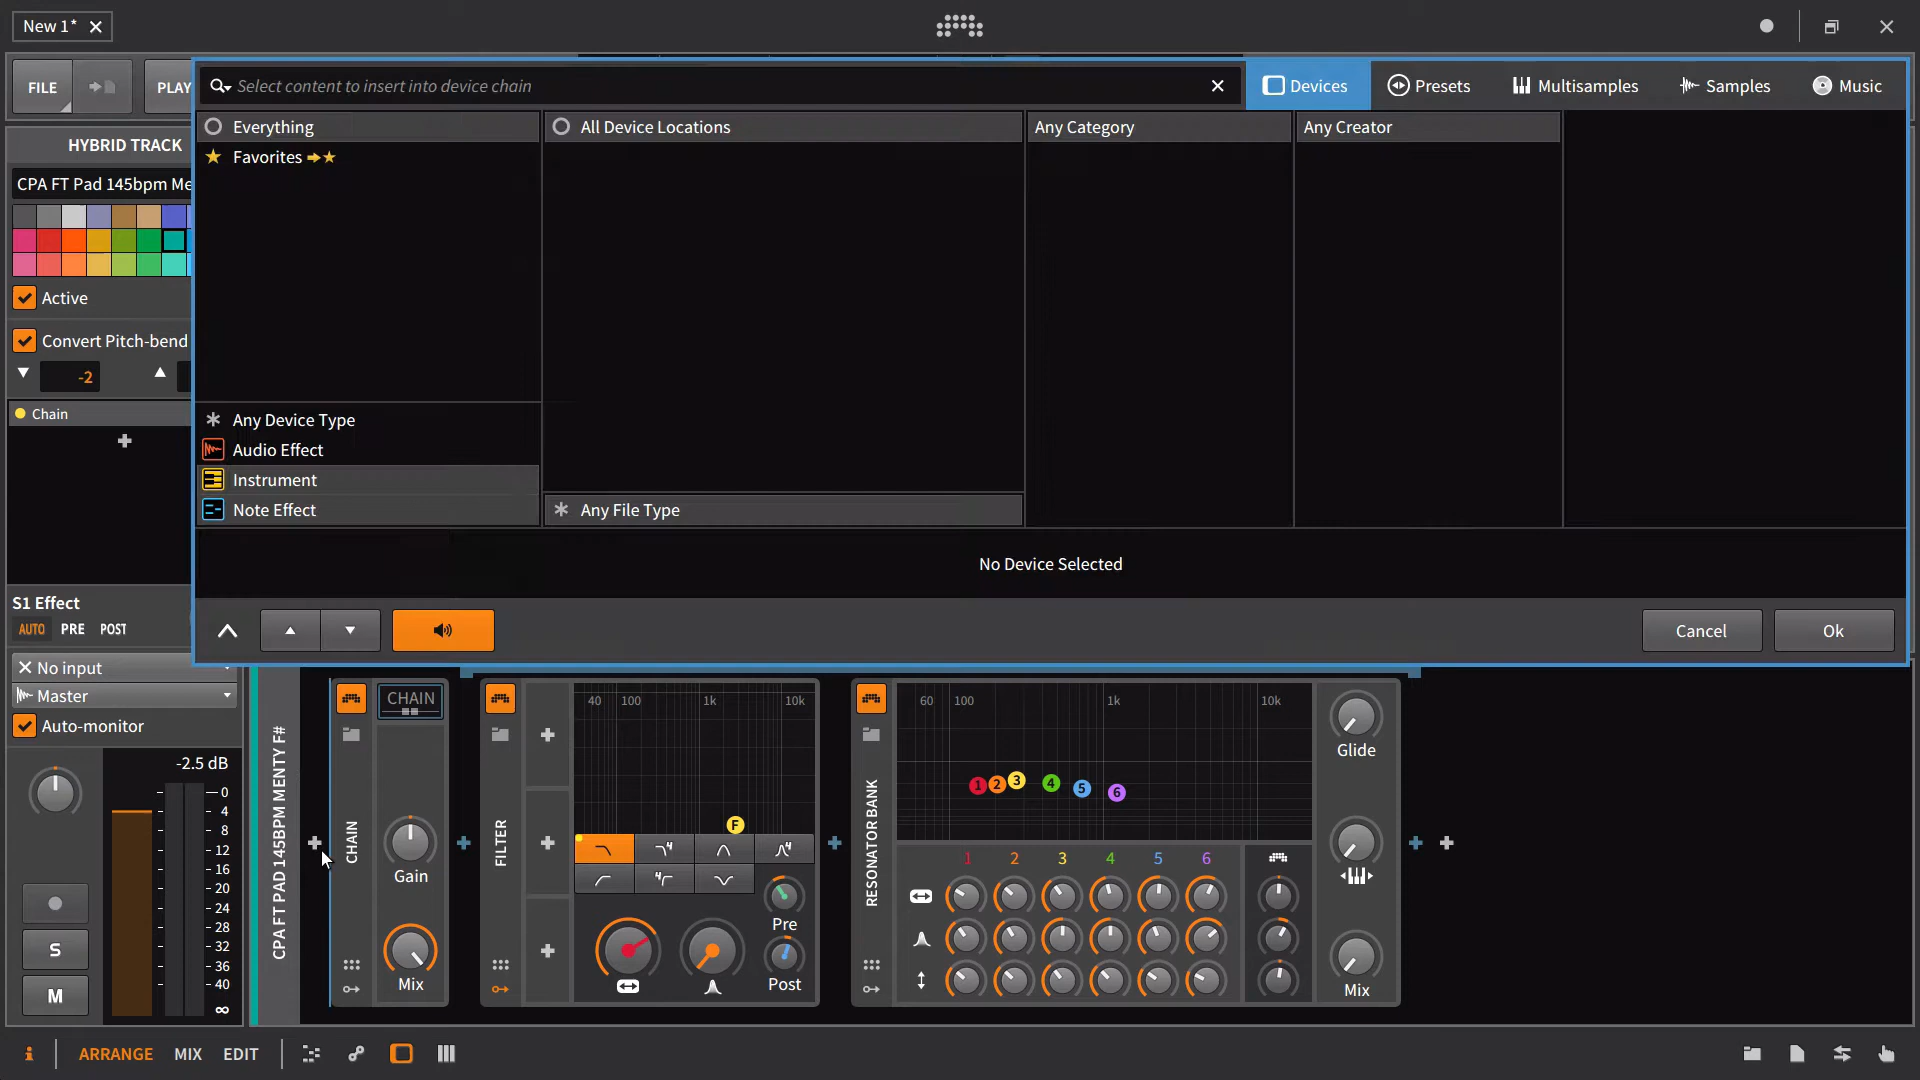 New 1*
FILE
PLAY
Select content to insert into device chain
Devices
Presets
Multisamples
Samples
Music
HYBRID TRACK
CPA FT Pad 145bpm Me
Active
Convert Pitch-bend
-2
Chain
Everything
Favorites
All Device Locations
Any Category
Any Creator
Any Device Type
Audio Effect
Instrument
Note Effect
Any File Type
No Device Selected
Cancel
Ok
S1 Effect
AUTO PRE POST
No input
Master
Auto-monitor
-2.5 dB
0
4
8
12
16
20
24
28
32
36
40
∞
S
M
CPA FT PAD 145BPM MENTY F#
CHAIN
CHAIN
Gain
Mix
FILTER
40 100 1k 10k
F
4 4
4
Pre
Post
RESONATOR BANK
60 100 1k 10k
1 2 3 4 5 6
1 2 3 4 5 6
Glide
Mix
i
ARRANGE MIX EDIT